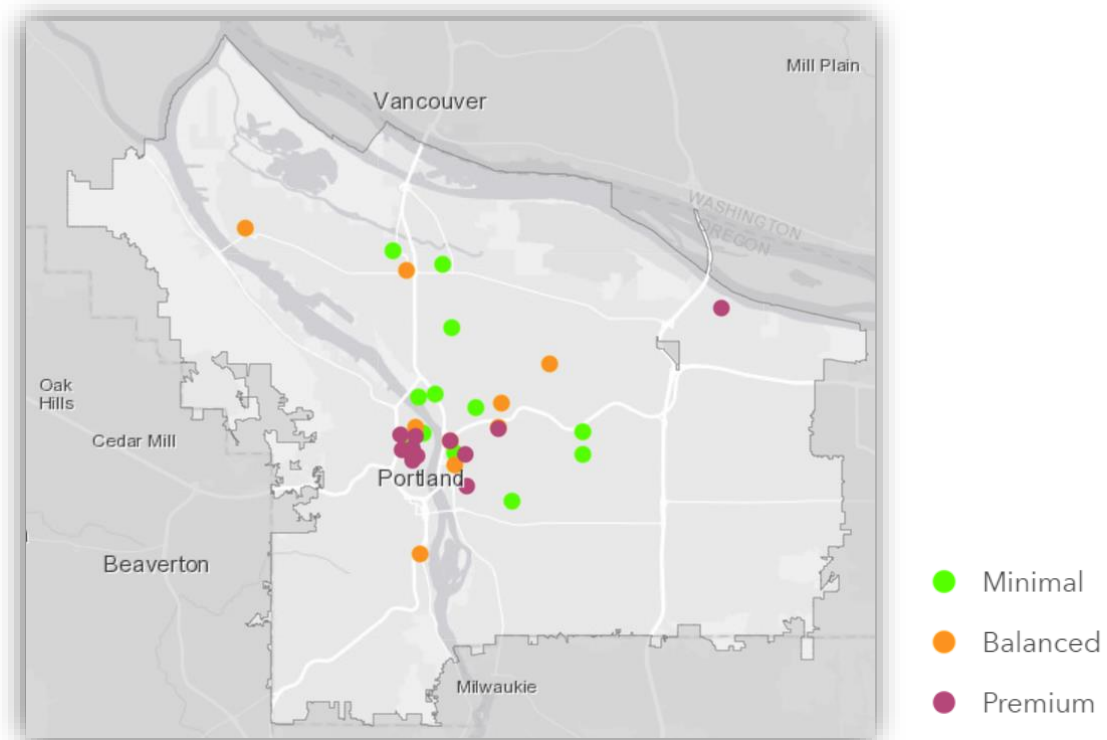 Mill Plain
Vancouver
WASHINGTON
OREGON
Oak
Hills
Cedar Mill
Portland
Beaverton
Milwaukie
Minimal
Balanced
Premium